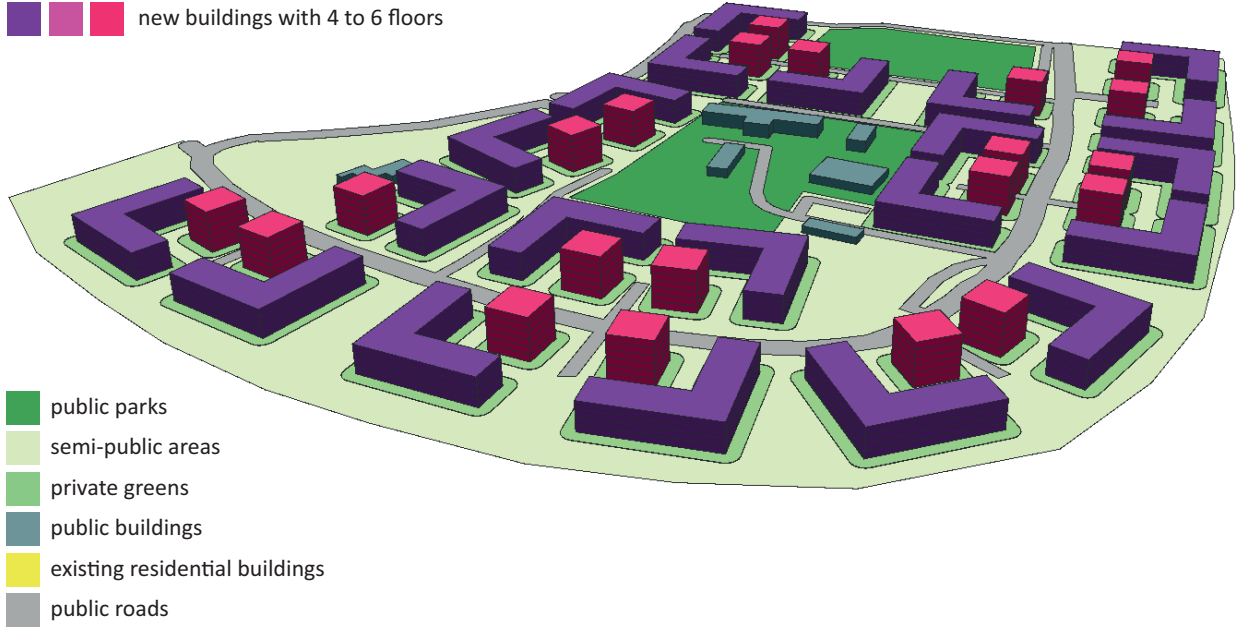 new buildings with 4 to 6 floors
public parks
semi-public areas
private greens
public buildings
existing residential buildings
public roads